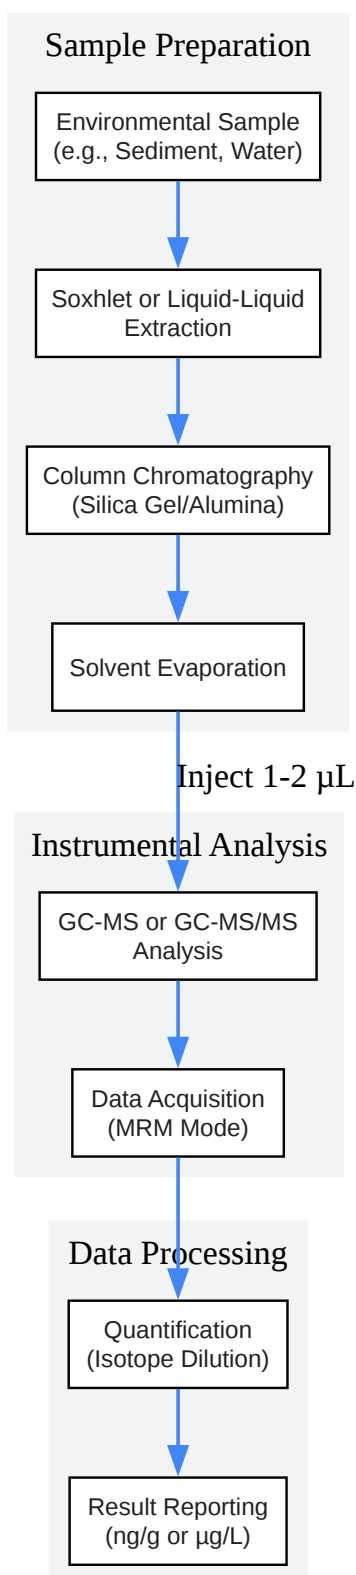 Sample Preparation
Environmental Sample
(e.g., Sediment, Water)
Soxhlet or Liquid-Liquid
Extraction
Column Chromatography
(Silica Gel/Alumina)
Solvent Evaporation
Inject 1-2 µL
Instrumental Analysis
GC-MS or GC-MS/MS
Analysis
Data Acquisition
(MRM Mode)
Data Processing
Quantification
(Isotope Dilution)
Result Reporting
(ng/g or µg/L)